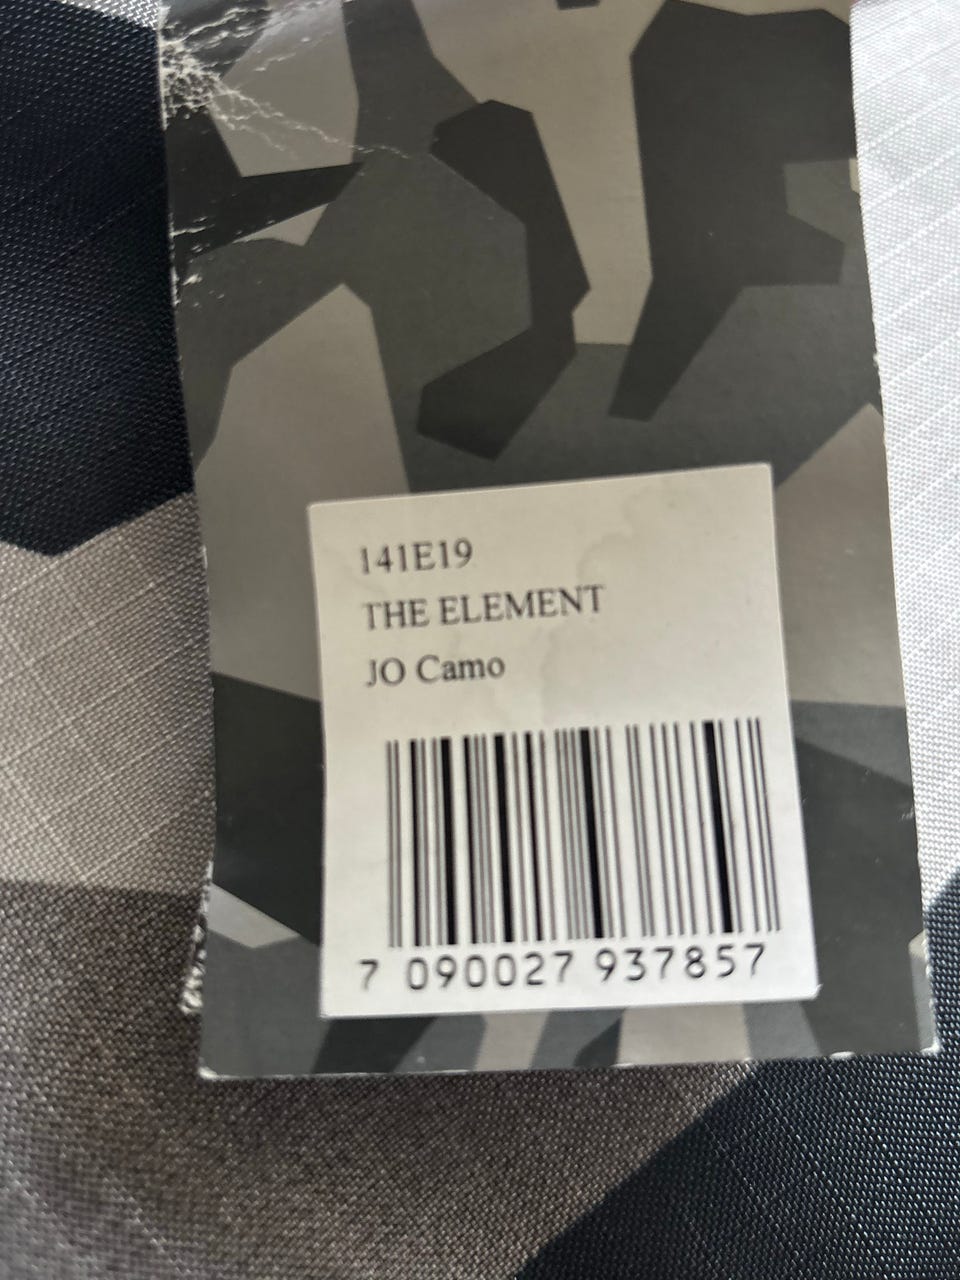 141E19
THE ELEMENT
JO Camo
7 090027 937857